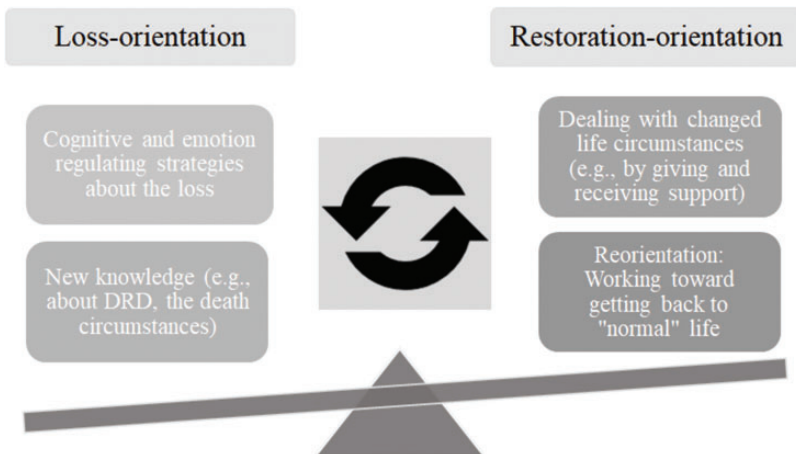 Loss-orientation
Restoration-orientation
Cognitive and emotion
regulating strategies
about the loss
Dealing with changed
life circumstances
(e.g., by giving and
receiving support)
New knowledge (e.g.,
about DRD, the death
circumstances)
Reorientation:
Working toward
getting back to
"normal" life